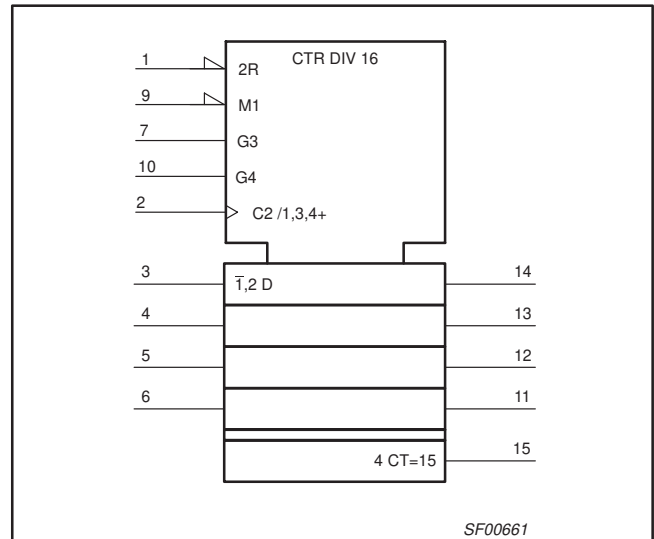 CTR DIV 16
1 2R
9 M1
7 G3
10 G4
2 C2 /1,3,4+
3 1̅,2 D 14
4 13
5 12
6 11
4 CT=15 15
SF00661